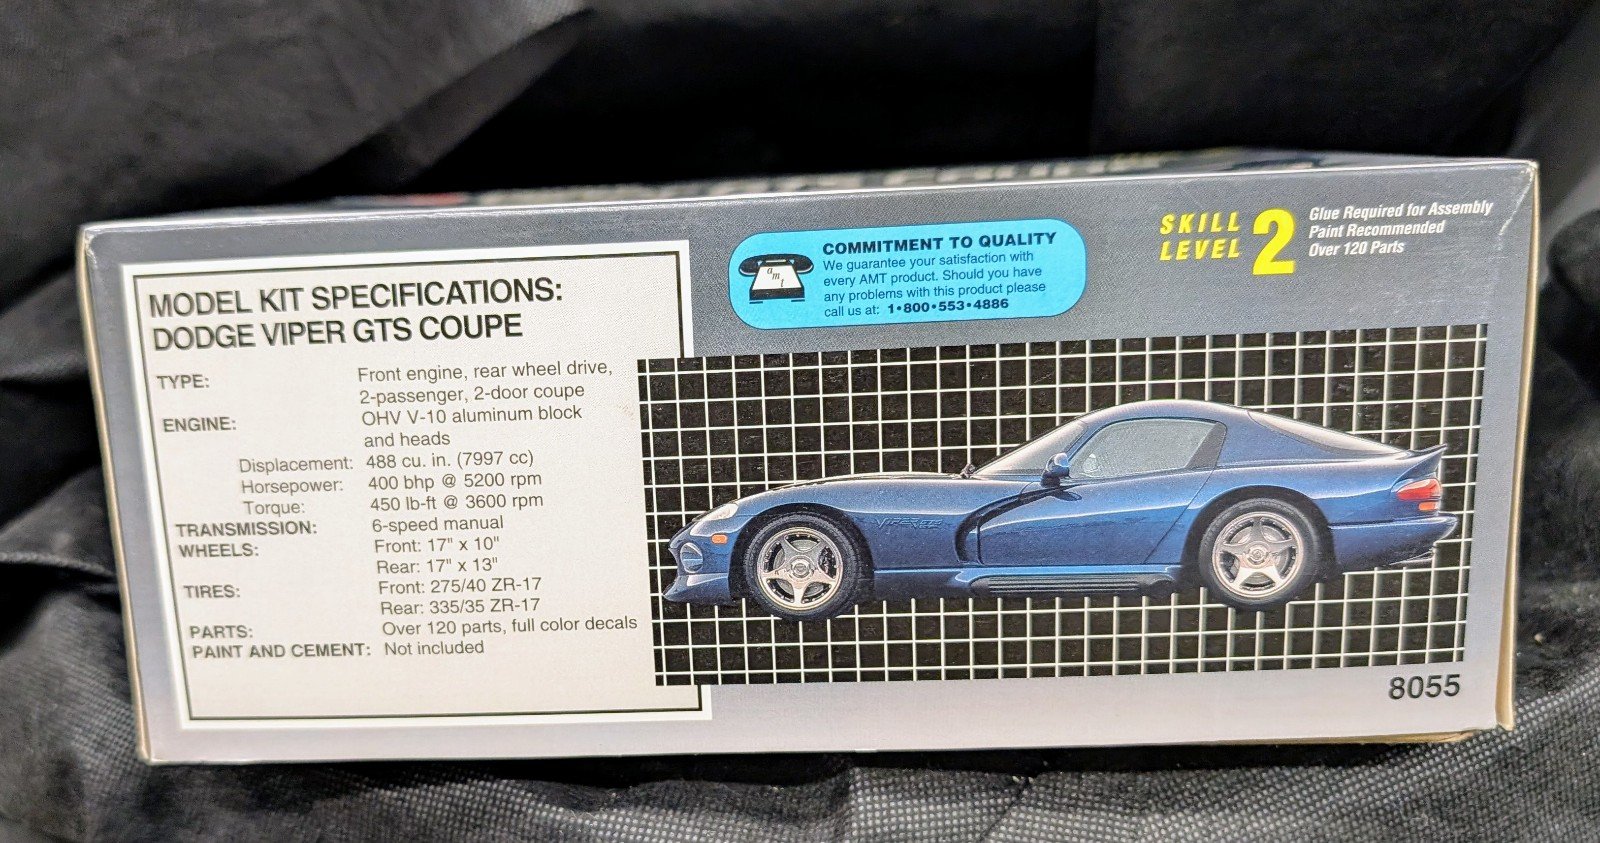 MODEL KIT SPECIFICATIONS:
DODGE VIPER GTS COUPE
TYPE: Front engine, rear wheel drive,
2-passenger, 2-door coupe
ENGINE: OHV V-10 aluminum block
and heads
Displacement: 488 cu. in. (7997 cc)
Horsepower: 400 bhp @ 5200 rpm
Torque: 450 lb-ft @ 3600 rpm
TRANSMISSION: 6-speed manual
WHEELS: Front: 17" x 10"
Rear: 17" x 13"
TIRES: Front: 275/40 ZR-17
Rear: 335/35 ZR-17
PARTS: Over 120 parts, full color decals
PAINT AND CEMENT: Not included
amt
COMMITMENT TO QUALITY
We guarantee your satisfaction with
every AMT product. Should you have
any problems with this product please
call us at: 1•800•553•4886
SKILL
LEVEL
2
Glue Required for Assembly
Paint Recommended
Over 120 Parts
VIPER
8055